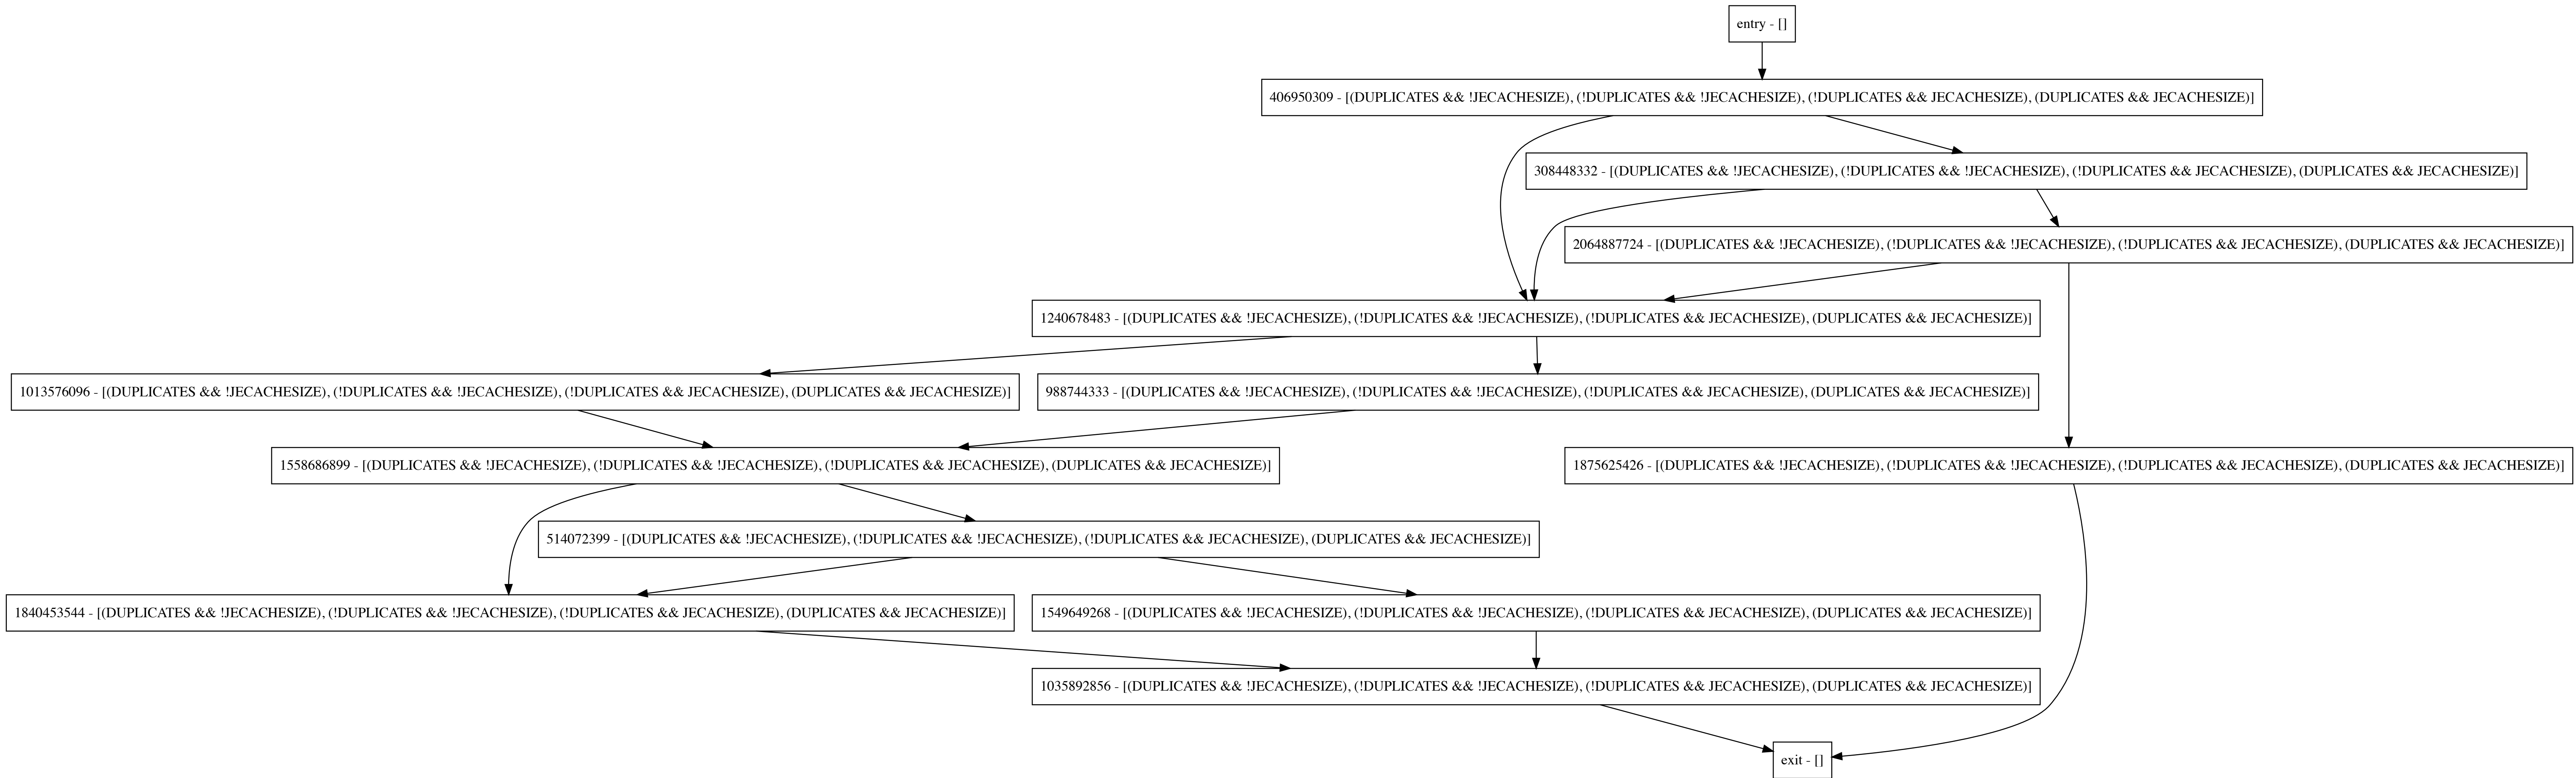 entry - []
406950309 - [(DUPLICATES && !JECACHESIZE), (!DUPLICATES && !JECACHESIZE), (!DUPLICATES && JECACHESIZE), (DUPLICATES && JECACHESIZE)]
308448332 - [(DUPLICATES && !JECACHESIZE), (!DUPLICATES && !JECACHESIZE), (!DUPLICATES && JECACHESIZE), (DUPLICATES && JECACHESIZE)]
2064887724 - [(DUPLICATES && !JECACHESIZE), (!DUPLICATES && !JECACHESIZE), (!DUPLICATES && JECACHESIZE), (DUPLICATES && JECACHESIZE)]
1240678483 - [(DUPLICATES && !JECACHESIZE), (!DUPLICATES && !JECACHESIZE), (!DUPLICATES && JECACHESIZE), (DUPLICATES && JECACHESIZE)]
1013576096 - [(DUPLICATES && !JECACHESIZE), (!DUPLICATES && !JECACHESIZE), (!DUPLICATES && JECACHESIZE), (DUPLICATES && JECACHESIZE)]
988744333 - [(DUPLICATES && !JECACHESIZE), (!DUPLICATES && !JECACHESIZE), (!DUPLICATES && JECACHESIZE), (DUPLICATES && JECACHESIZE)]
1558686899 - [(DUPLICATES && !JECACHESIZE), (!DUPLICATES && !JECACHESIZE), (!DUPLICATES && JECACHESIZE), (DUPLICATES && JECACHESIZE)]
1875625426 - [(DUPLICATES && !JECACHESIZE), (!DUPLICATES && !JECACHESIZE), (!DUPLICATES && JECACHESIZE), (DUPLICATES && JECACHESIZE)]
514072399 - [(DUPLICATES && !JECACHESIZE), (!DUPLICATES && !JECACHESIZE), (!DUPLICATES && JECACHESIZE), (DUPLICATES && JECACHESIZE)]
1840453544 - [(DUPLICATES && !JECACHESIZE), (!DUPLICATES && !JECACHESIZE), (!DUPLICATES && JECACHESIZE), (DUPLICATES && JECACHESIZE)]
1549649268 - [(DUPLICATES && !JECACHESIZE), (!DUPLICATES && !JECACHESIZE), (!DUPLICATES && JECACHESIZE), (DUPLICATES && JECACHESIZE)]
1035892856 - [(DUPLICATES && !JECACHESIZE), (!DUPLICATES && !JECACHESIZE), (!DUPLICATES && JECACHESIZE), (DUPLICATES && JECACHESIZE)]
exit - []